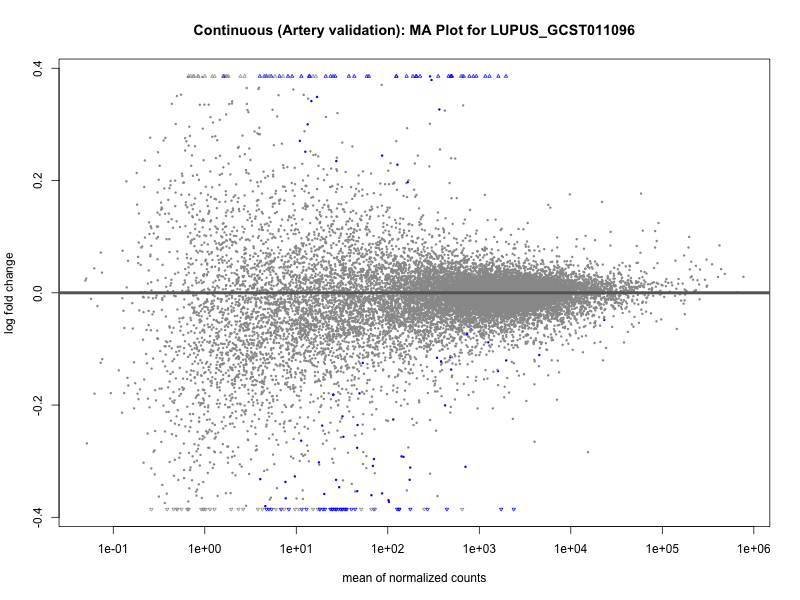 Continuous (Artery validation): MA Plot for LUPUS_GCST011096
0.4
0.2
0.0
-0.2
-0.4
log fold change
1e-01 1e+00 1e+01 1e+02 1e+03 1e+04 1e+05 1e+06
mean of normalized counts